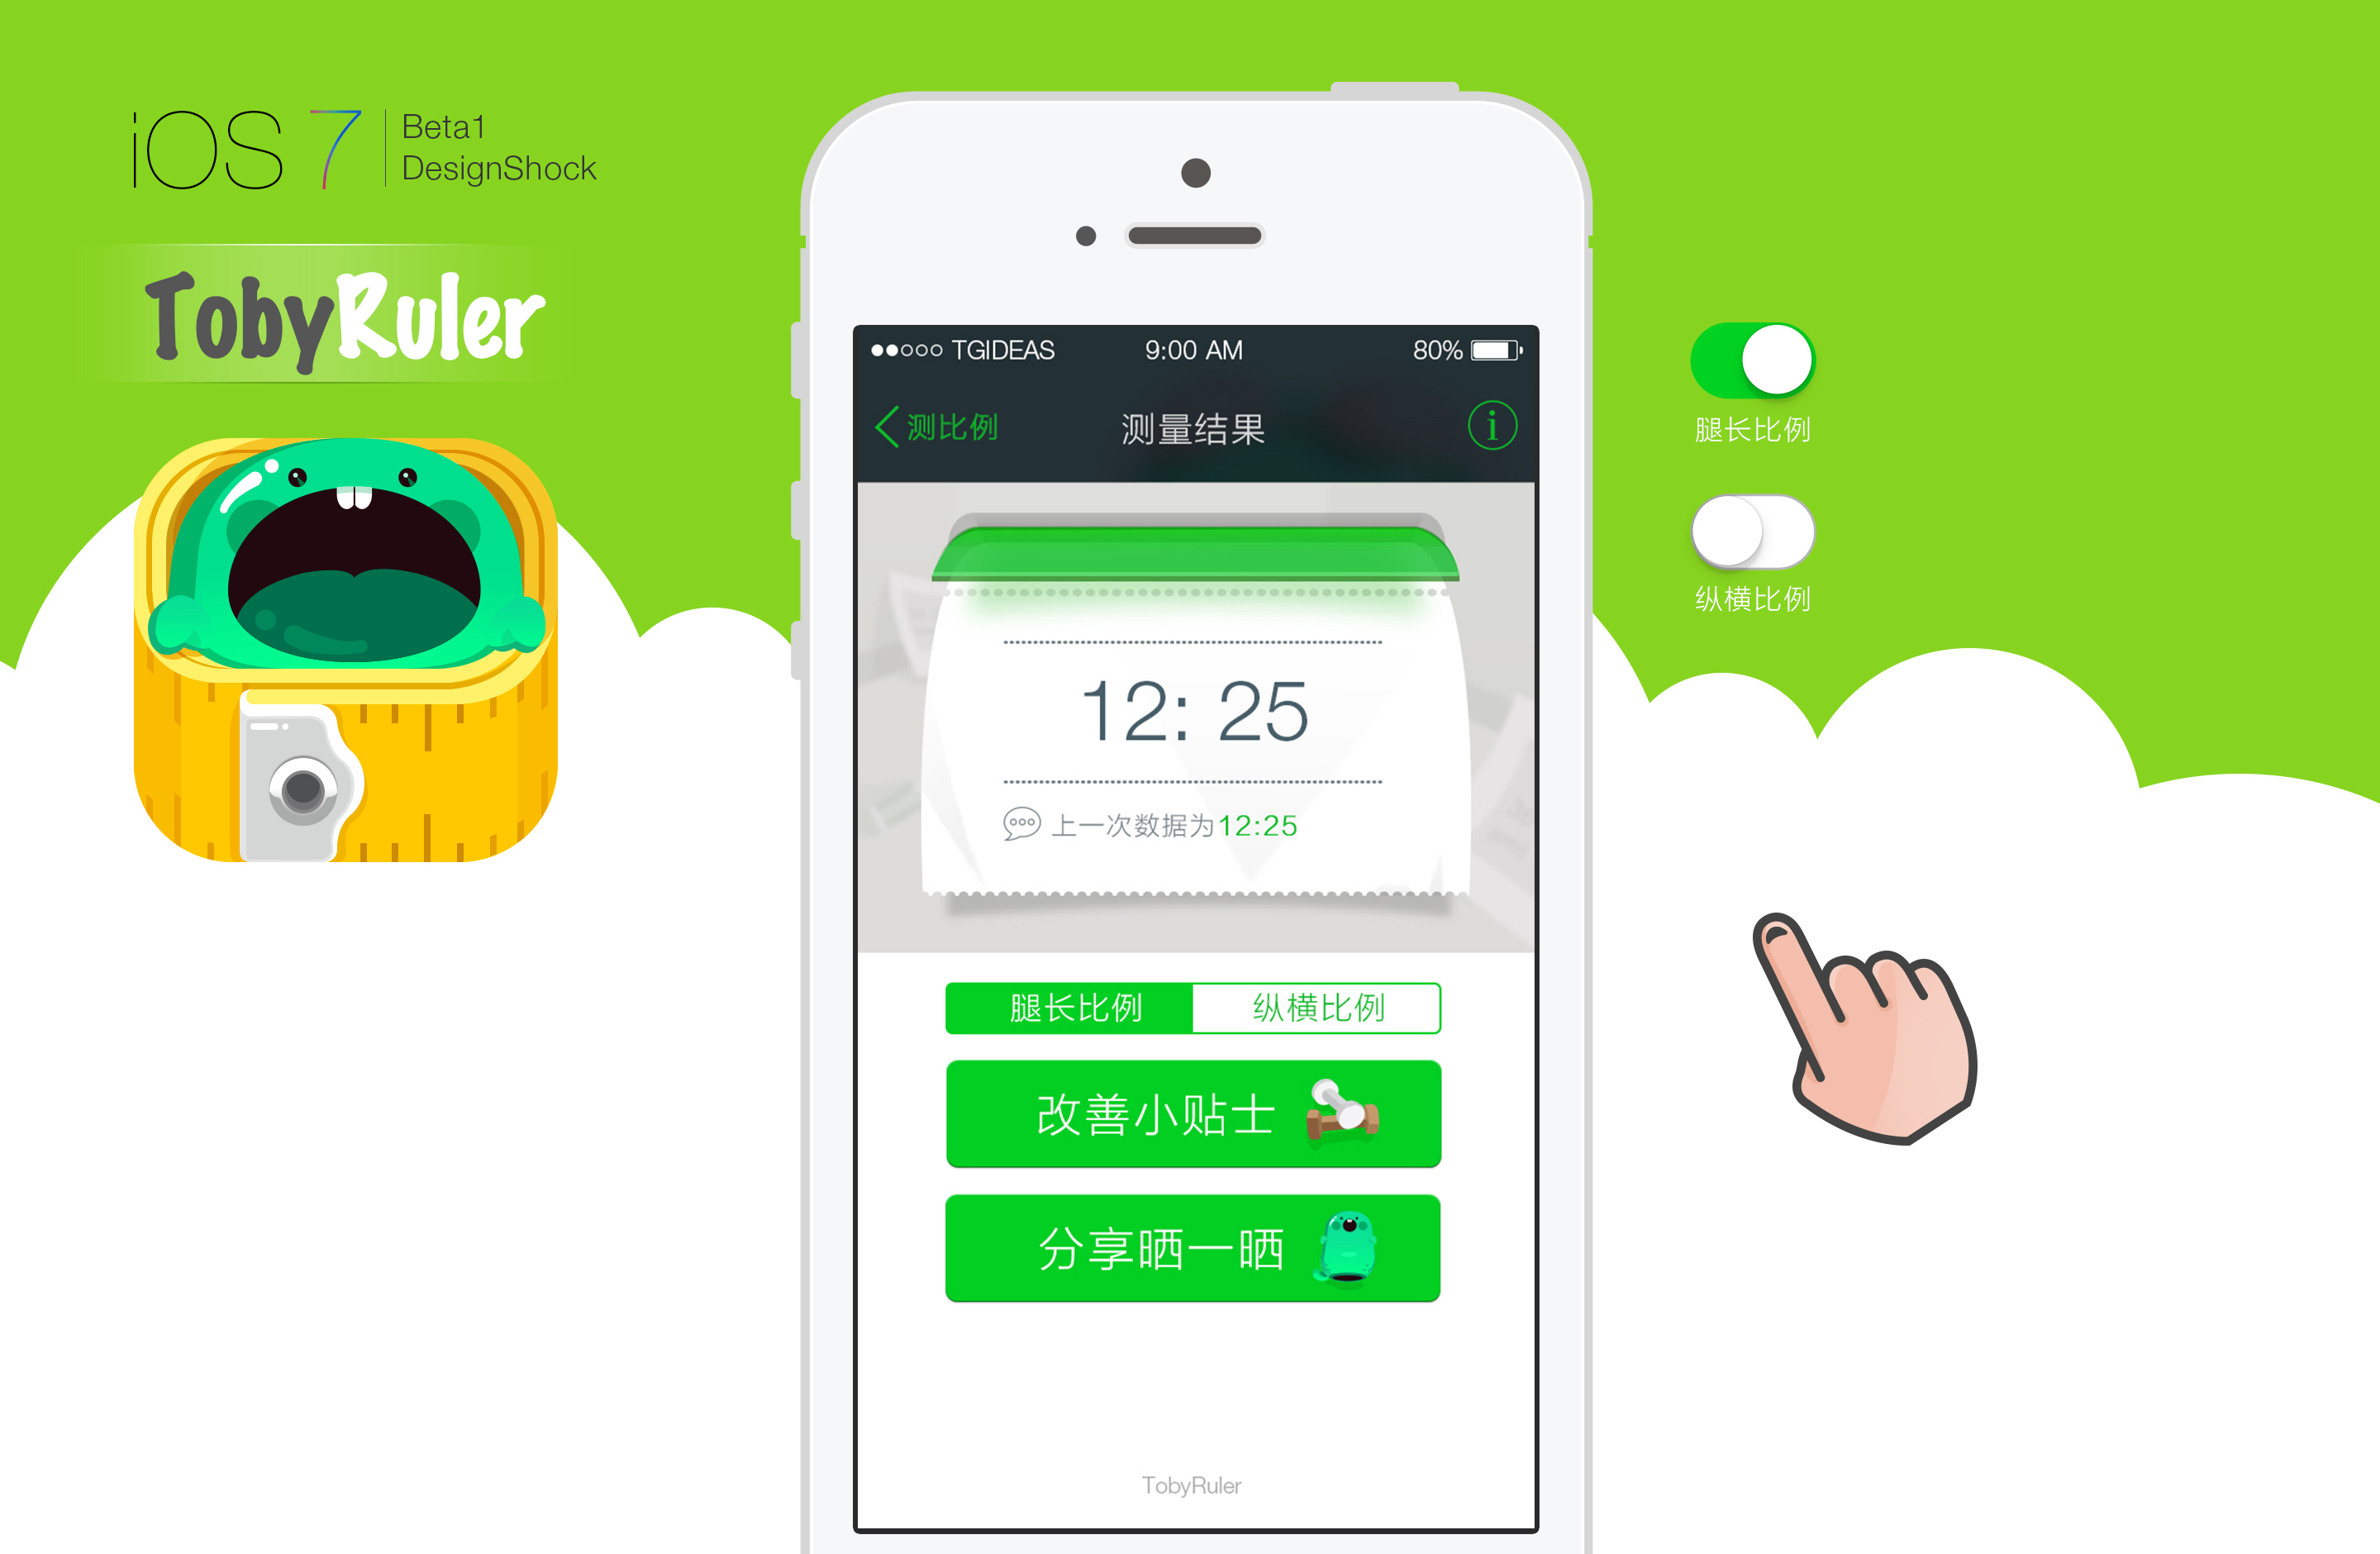 iOS 7
Beta1
DesignShock
TobyRuler
TGIDEAS 9:00 AM 80%
测比例 测量结果 i
12: 25
上一次数据为12:25
腿长比例 纵横比例
改善小贴士
分享晒一晒
TobyRuler
腿长比例
纵横比例